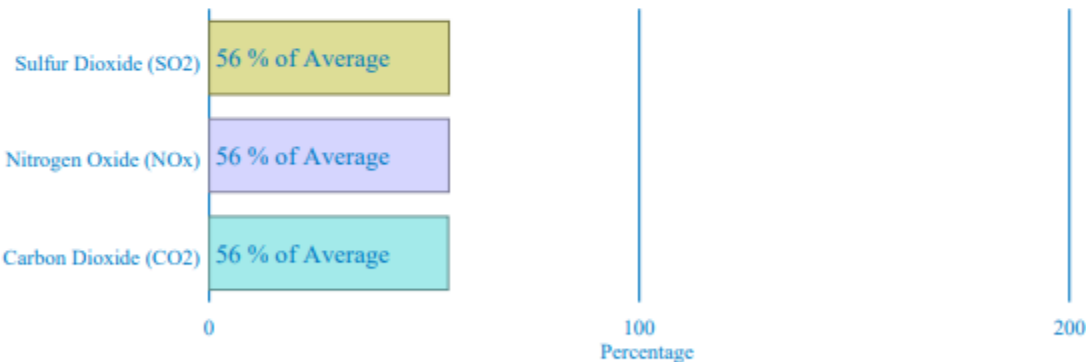 Sulfur Dioxide (SO2) 56 % of Average
Nitrogen Oxide (NOx) 56 % of Average
Carbon Dioxide (CO2) 56 % of Average
0 100 200
Percentage